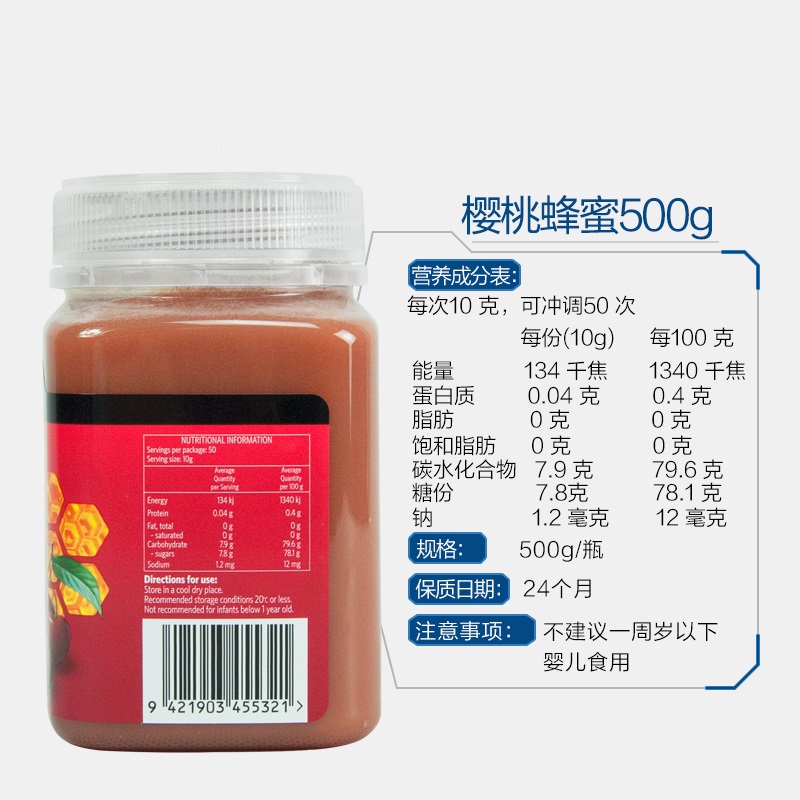 樱桃蜂蜜500g
营养成分表:
每次10 克，可冲调50 次
每份(10g) 每100 克
能量 134 千焦 1340 千焦
蛋白质 0.04 克 0.4 克
脂肪 0 克 0 克
饱和脂肪 0 克 0 克
碳水化合物 7.9 克 79.6 克
糖份 7.8克 78.1 克
钠 1.2 毫克 12 毫克
规格: 500g/瓶
保质日期: 24个月
注意事项: 不建议一周岁以下
婴儿食用
NUTRITIONAL INFORMATION
Servings per package: 50
Serving size: 10g
Average Average
Quantity Quantity
per Serving per 100 g
Energy 134 kj 1340 kj
Protein 0.04 g 0.4 g
Fat, total 0 g 0 g
- saturated 0 g 0 g
Carbohydrate 7.9 g 79.6 g
- sugars 7.8 g 78.1 g
Sodium 1.2 mg 12 mg
Directions for use:
Store in a cool dry place.
Recommended storage conditions 20c or less.
Not recommended for infants below 1 year old.
9 421903 455321 >